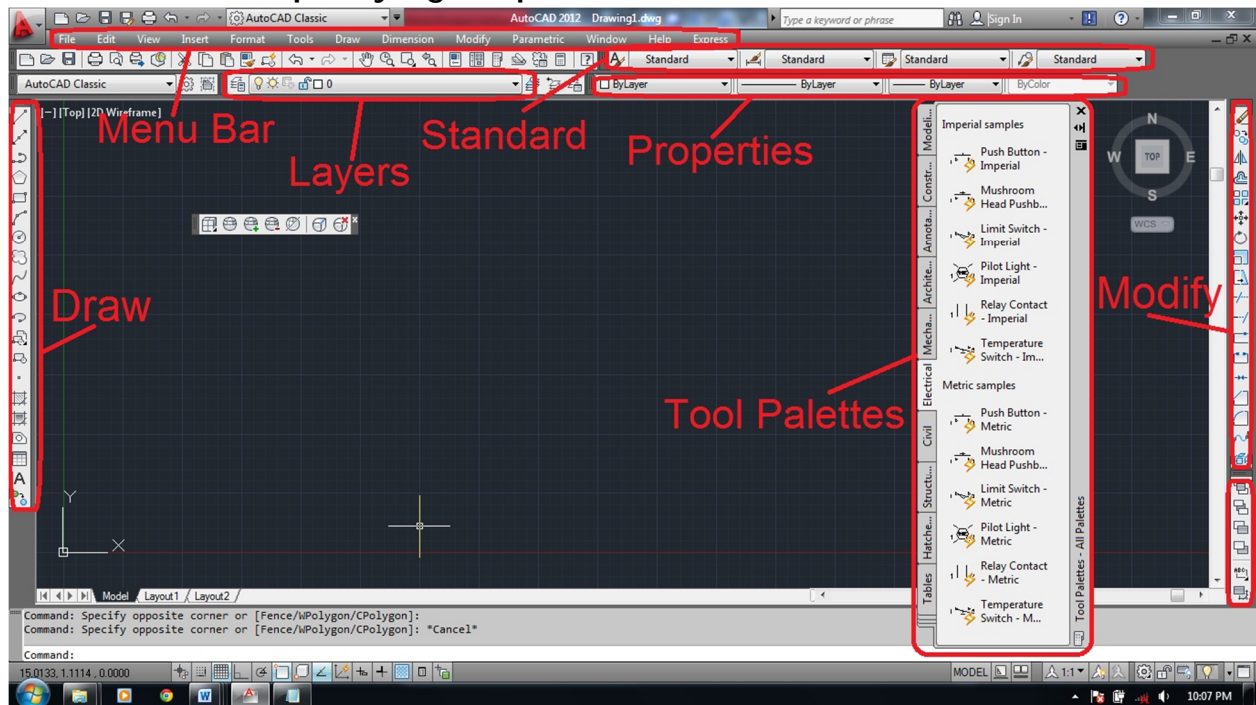 AutoCAD Classic
AutoCAD 2012 Drawing1.dwg
Type a keyword or phrase
Sign In
File Edit View Insert Format Tools Draw Dimension Modify Parametric Window Help Express
Standard Standard Standard Standard
AutoCAD Classic
0
ByLayer ByLayer ByLayer ByColor
[−] [Top] [2D Wireframe]
Menu Bar
Layers
Standard
Properties
Draw
Tool Palettes
Modify
Modeli...
Constr...
Annota...
Archite...
Mecha...
Electrical
Civil
Structu...
Hatche...
Tables
Imperial samples
Push Button -
Imperial
Mushroom
Head Pushb...
Limit Switch -
Imperial
Pilot Light -
Imperial
Relay Contact
- Imperial
Temperature
Switch - Im...
Metric samples
Push Button -
Metric
Mushroom
Head Pushb...
Limit Switch -
Metric
Pilot Light -
Metric
Relay Contact
- Metric
Temperature
Switch - M...
Tool Palettes - All Palettes
N
W TOP E
S
WCS
A
Y
X
Model Layout1 Layout2
Command: Specify opposite corner or [Fence/WPolygon/CPolygon]:
Command: Specify opposite corner or [Fence/WPolygon/CPolygon]: *Cancel*
Command:
15.0133, 1.1114 , 0.0000
MODEL
1:1
10:07 PM